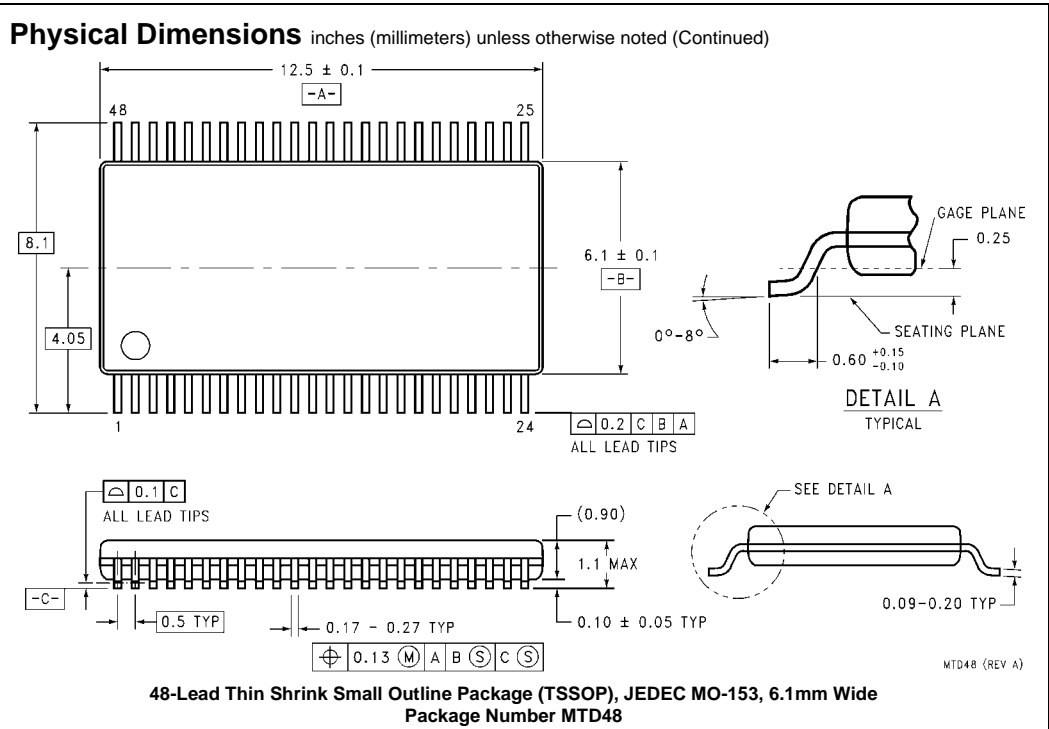 Physical Dimensions inches (millimeters) unless otherwise noted (Continued)
12.5 ± 0.1
-A-
48
25
8.1
4.05
6.1 ± 0.1
-B-
1
24
⌓ 0.2 C B A
ALL LEAD TIPS
GAGE PLANE
0.25
0°-8°
SEATING PLANE
0.60 +0.15 -0.10
DETAIL A
TYPICAL
⌓ 0.1 C
ALL LEAD TIPS
(0.90)
1.1 MAX
-C-
0.5 TYP
0.17 - 0.27 TYP
0.10 ± 0.05 TYP
⌖ 0.13 Ⓜ A B Ⓢ C Ⓢ
SEE DETAIL A
0.09-0.20 TYP
MTD48 (REV A)
48-Lead Thin Shrink Small Outline Package (TSSOP), JEDEC MO-153, 6.1mm Wide
Package Number MTD48